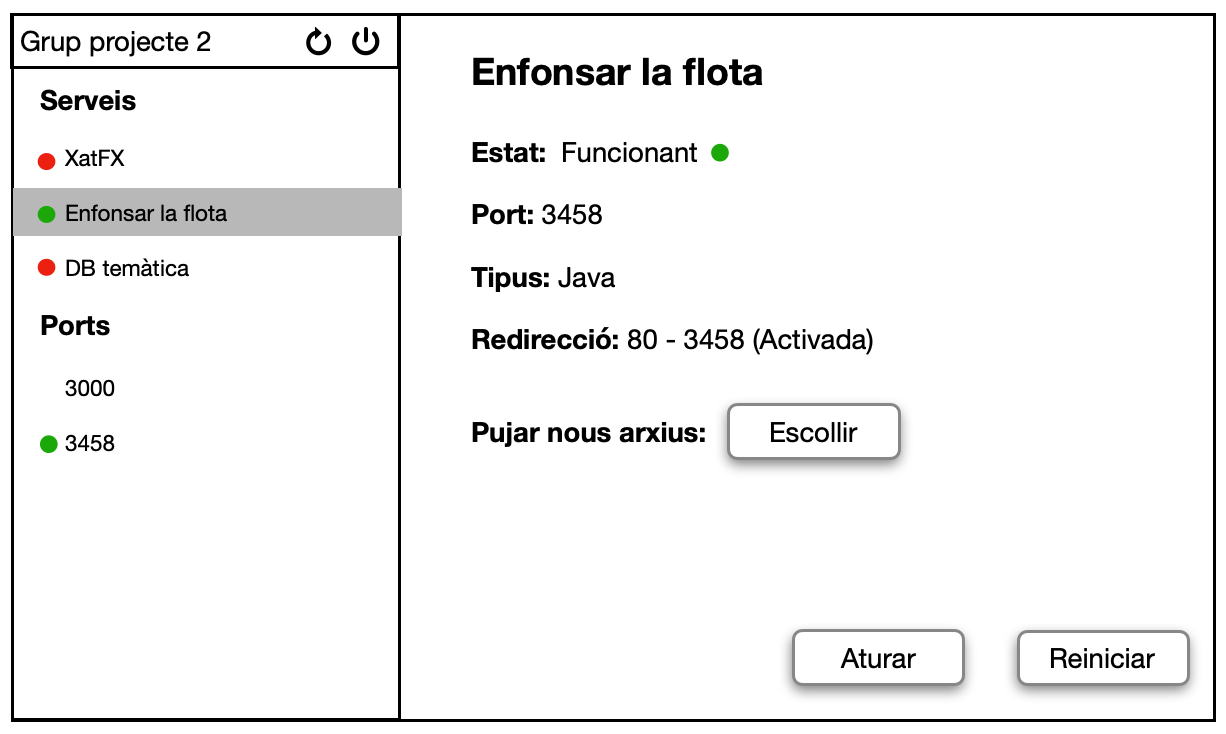 Grup projecte 2
Serveis
XatFX
Enfonsar la flota
DB temàtica
Ports
3000
3458
Enfonsar la flota
Estat: Funcionant
Port: 3458
Tipus: Java
Redirecció: 80 - 3458 (Activada)
Pujar nous arxius: Escollir
Aturar Reiniciar